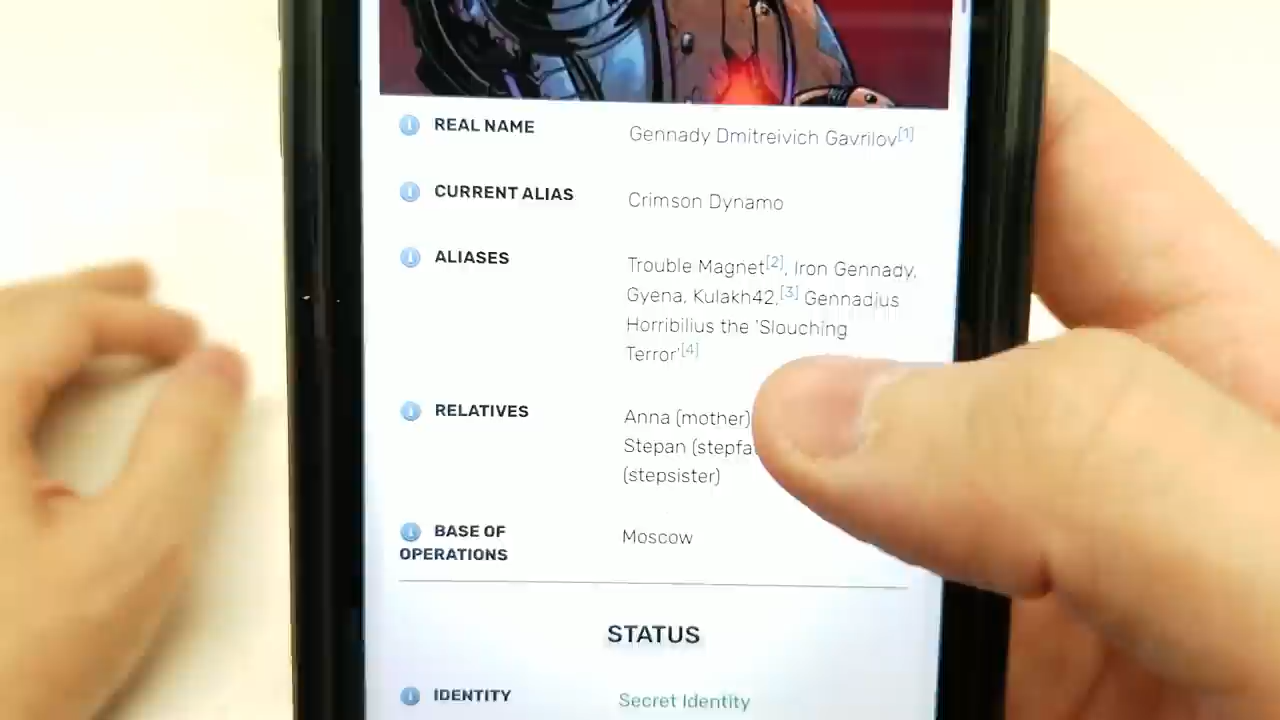 REAL NAME
Gennady Dmitreivich Gavrilov[1]
CURRENT ALIAS
Crimson Dynamo
ALIASES
Trouble Magnet[2], Iron Gennady,
Gyena, Kulakh42,[3] Gennadius
Horribilius the 'Slouching
Terror'[4]
RELATIVES
Anna (mother)
Stepan
(stepsister)
BASE OF
OPERATIONS
Moscow
STATUS
IDENTITY
Secret Identity